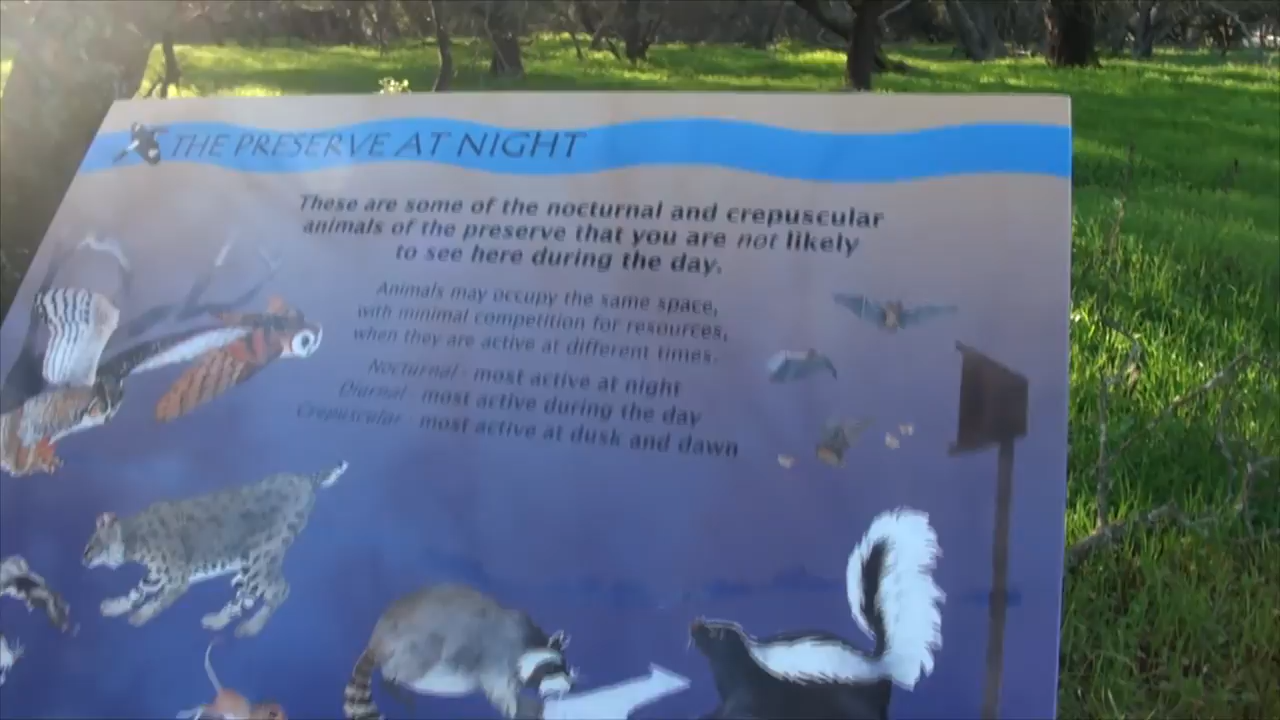 THE PRESERVE AT NIGHT
These are some of the nocturnal and crepuscular
animals of the preserve that you are not likely
to see here during the day.
Animals may occupy the same space,
with minimal competition for resources,
when they are active at different times.
Nocturnal - most active at night
Diurnal - most active during the day
Crepuscular - most active at dusk and dawn